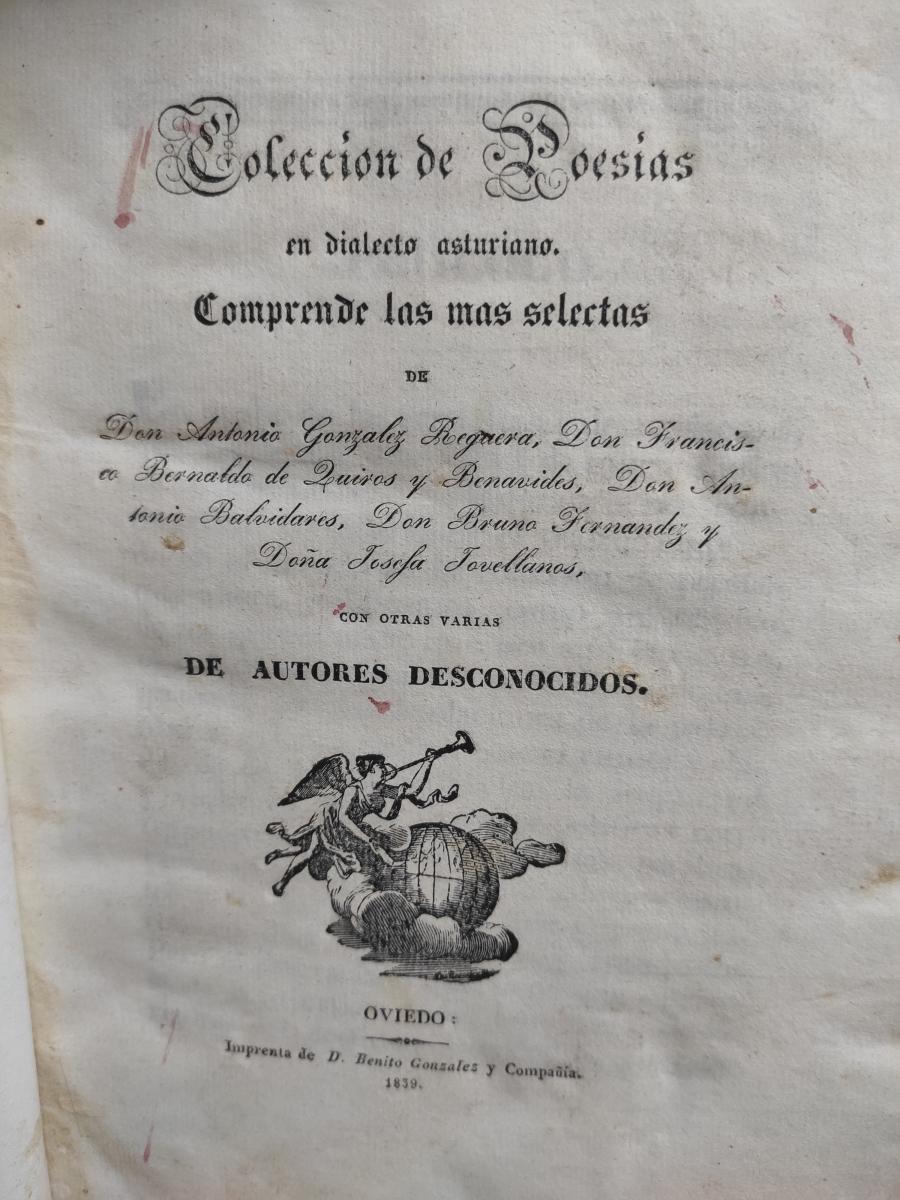 Coleccion de Poesias
en dialecto asturiano.
Comprende las mas selectas
DE
Don Antonio Gonzalez Reguera, Don Francis-
co Bernaldo de Quiros y Benavides, Don An-
tonio Balvidares, Don Bruno Fernandez y
Doña Josefa Jovellanos,
CON OTRAS VARIAS
DE AUTORES DESCONOCIDOS.
OVIEDO:
Imprenta de D. Benito Gonzalez y Compañía.
1839.